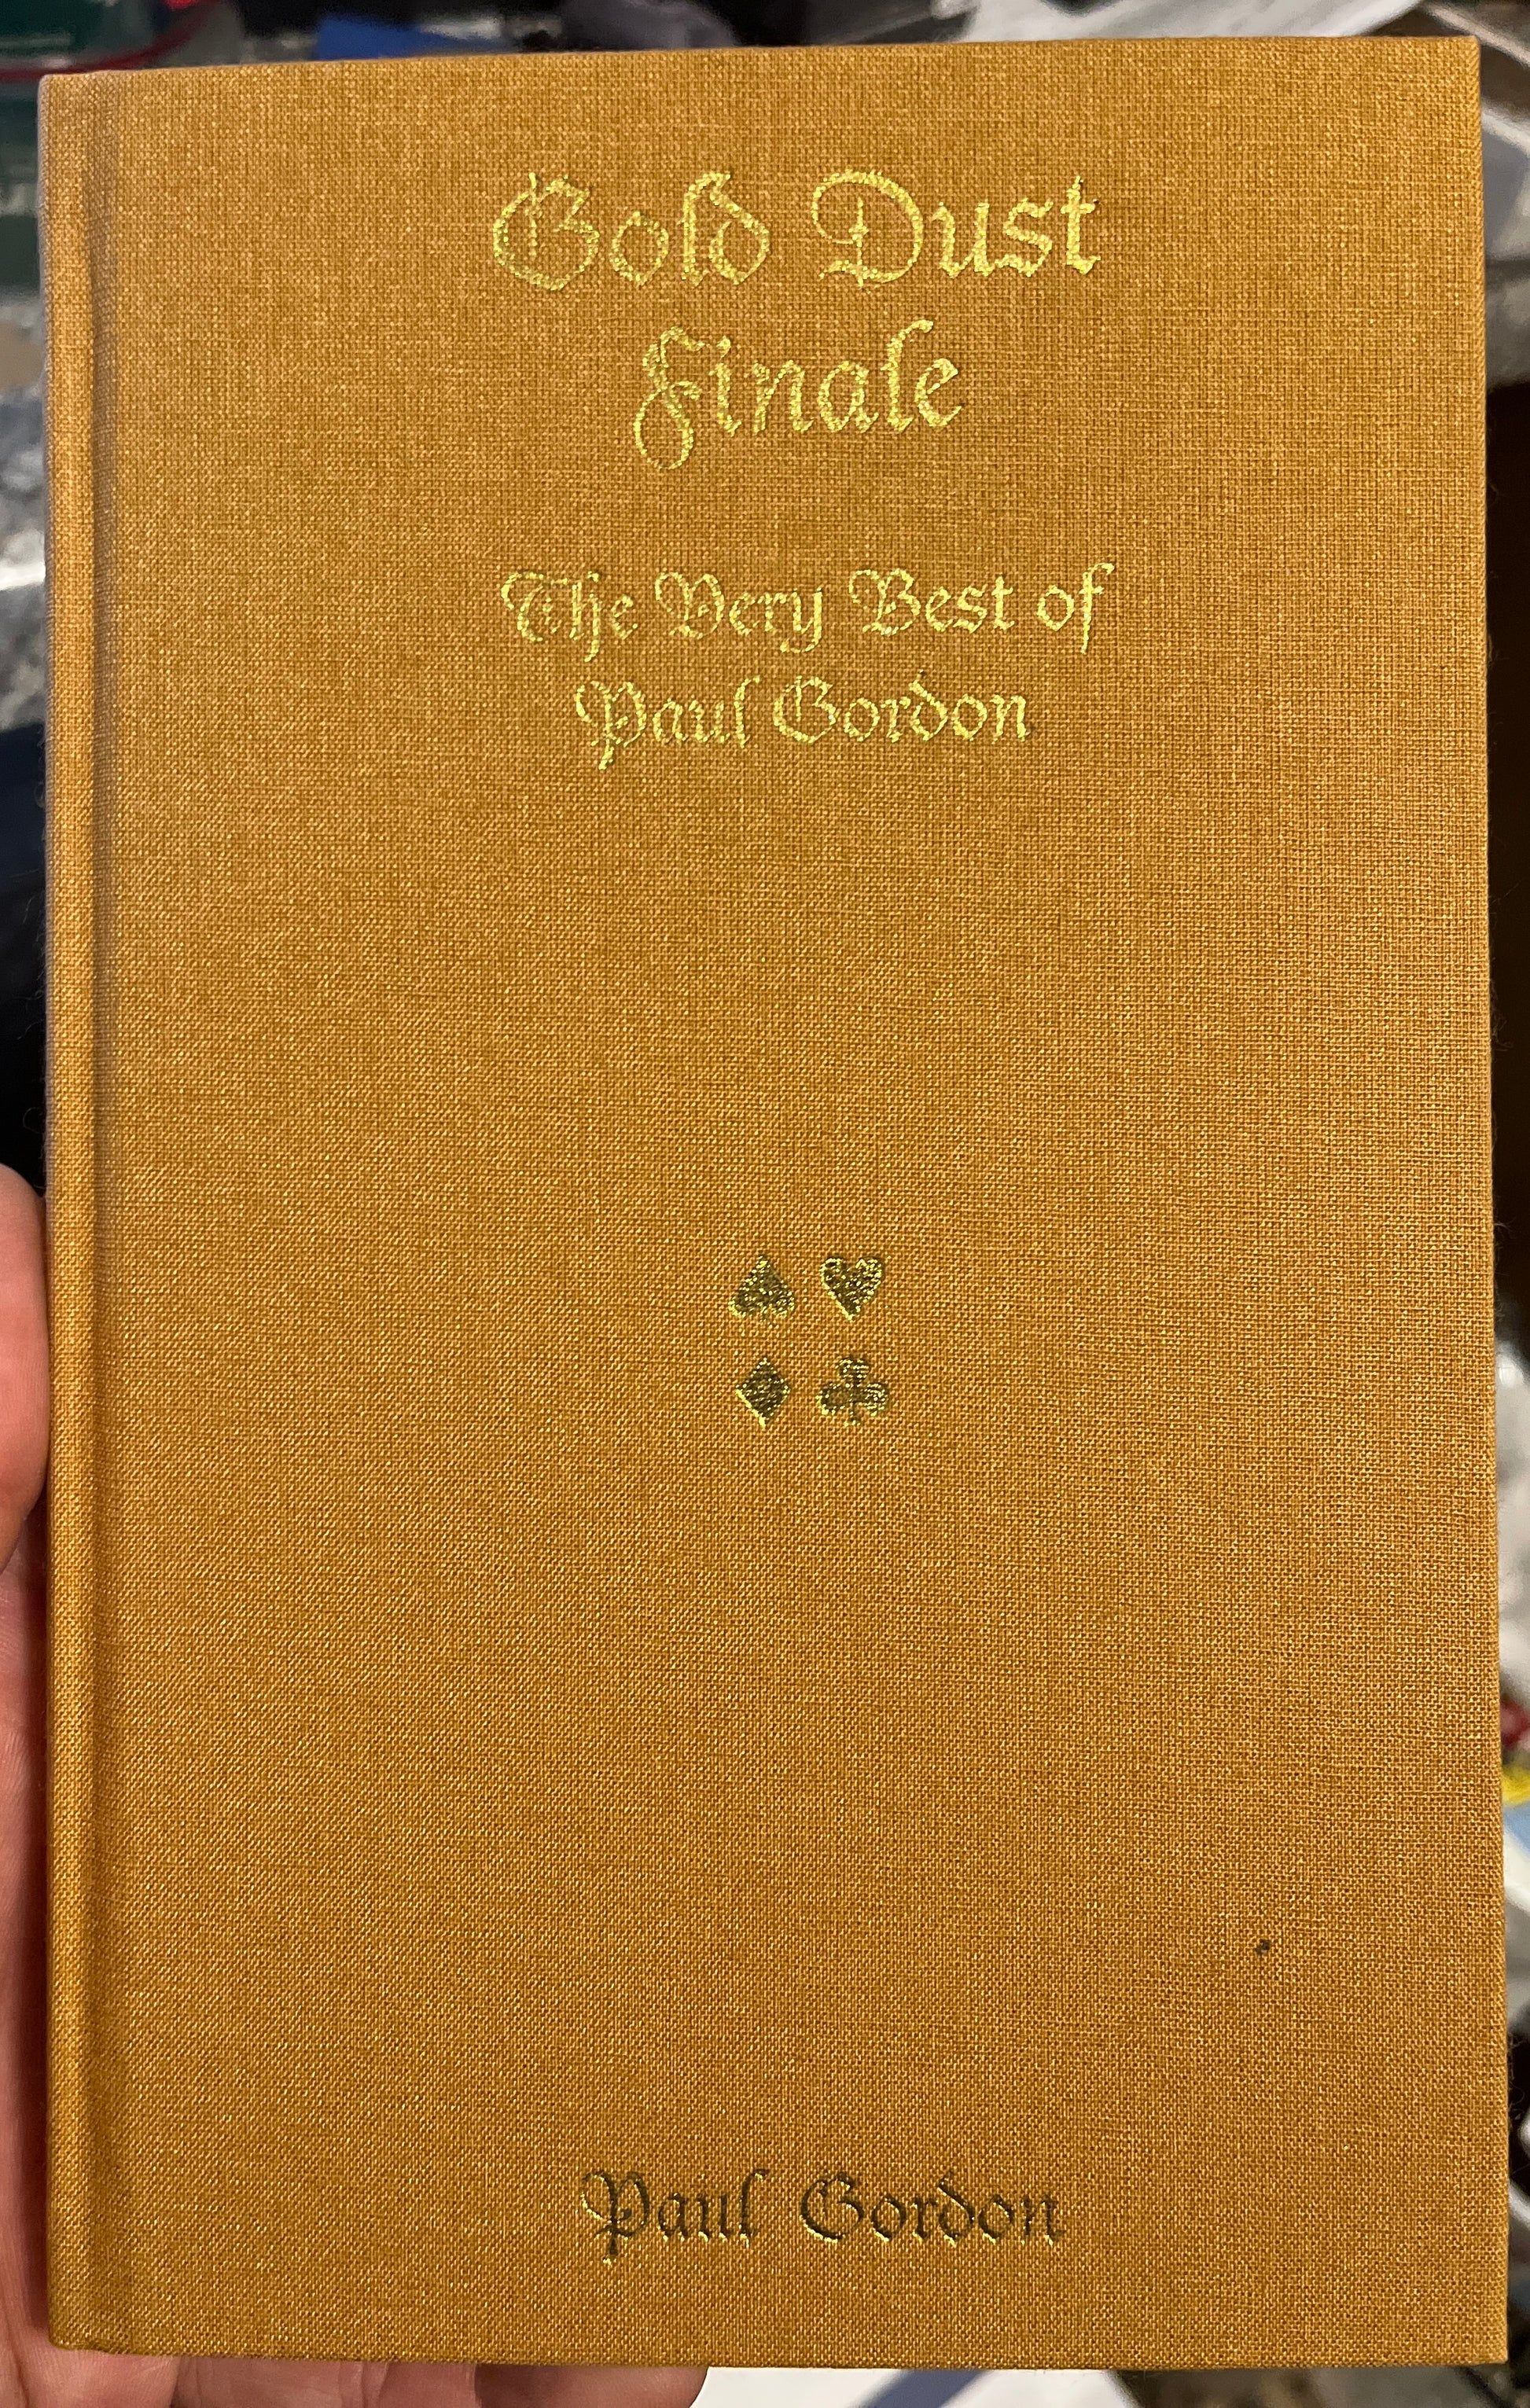 Gold Dust
Finale
The Very Best of
Paul Gordon
Paul Gordon